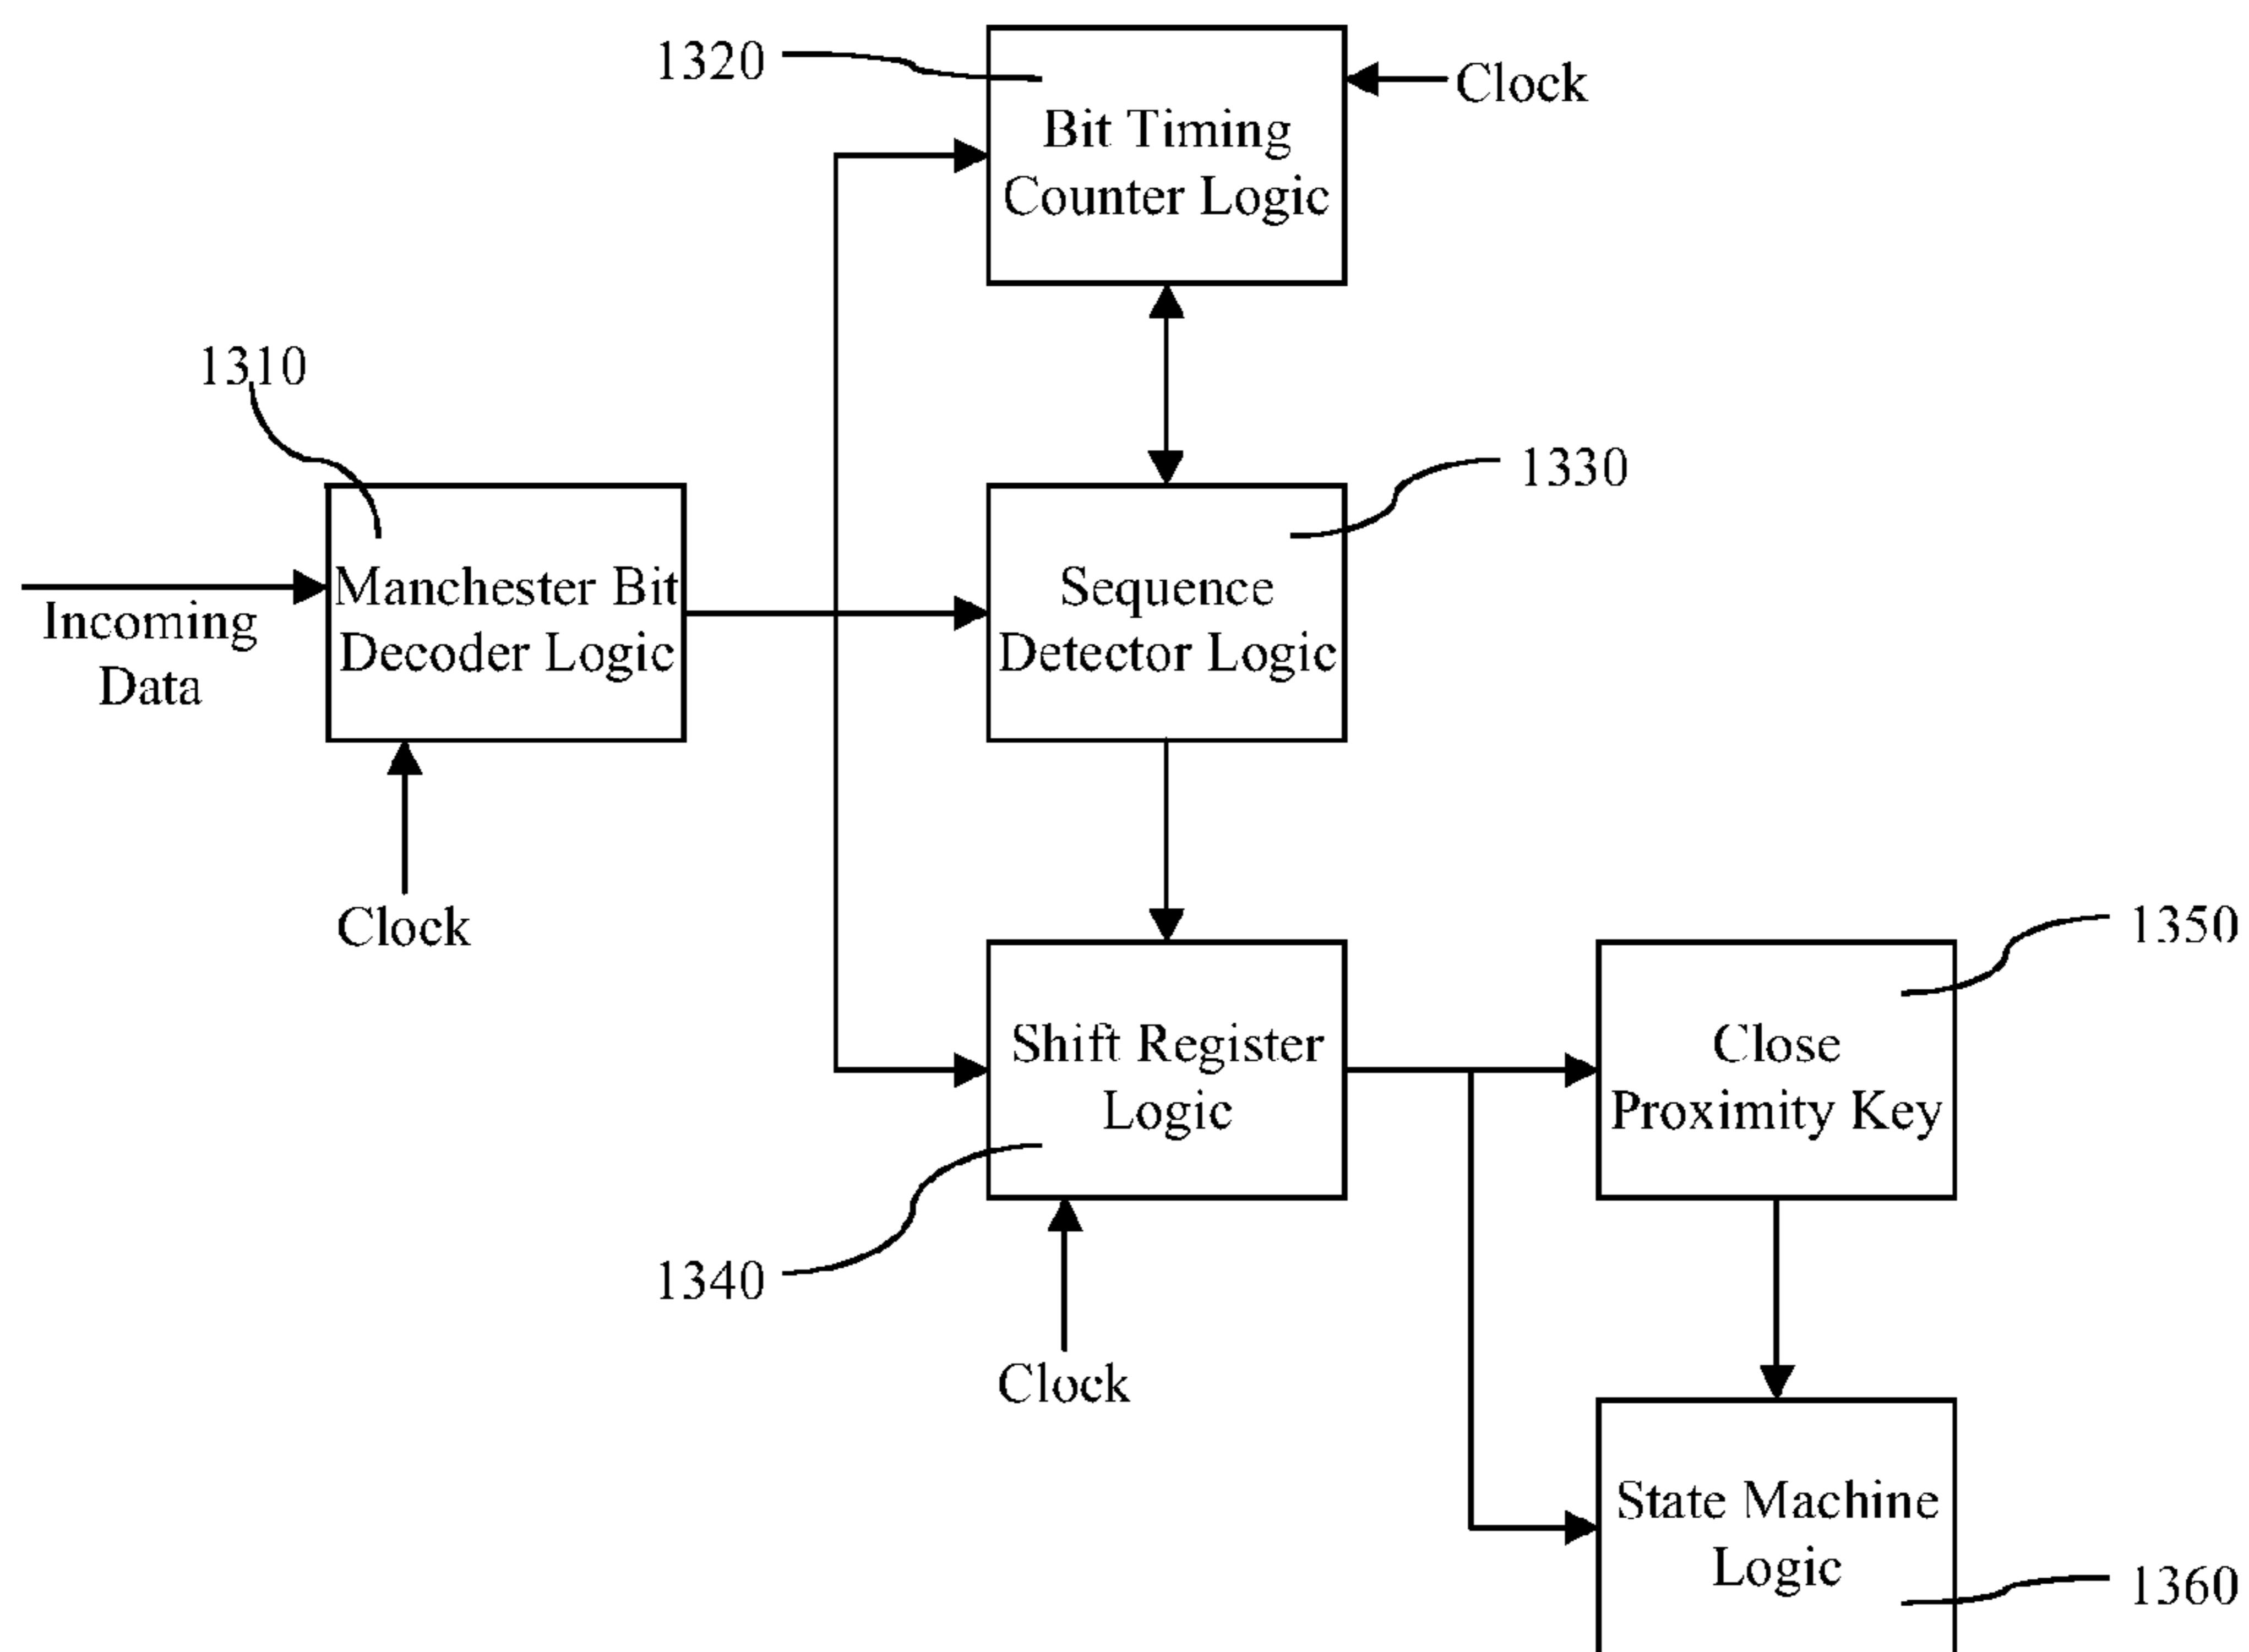 1320
Clock
Bit Timing
Counter Logic
1310
1330
Manchester Bit
Decoder Logic
Incoming
Data
Sequence
Detector Logic
Clock
1350
Shift Register
Logic
Close
Proximity Key
1340
Clock
State Machine
Logic
1360